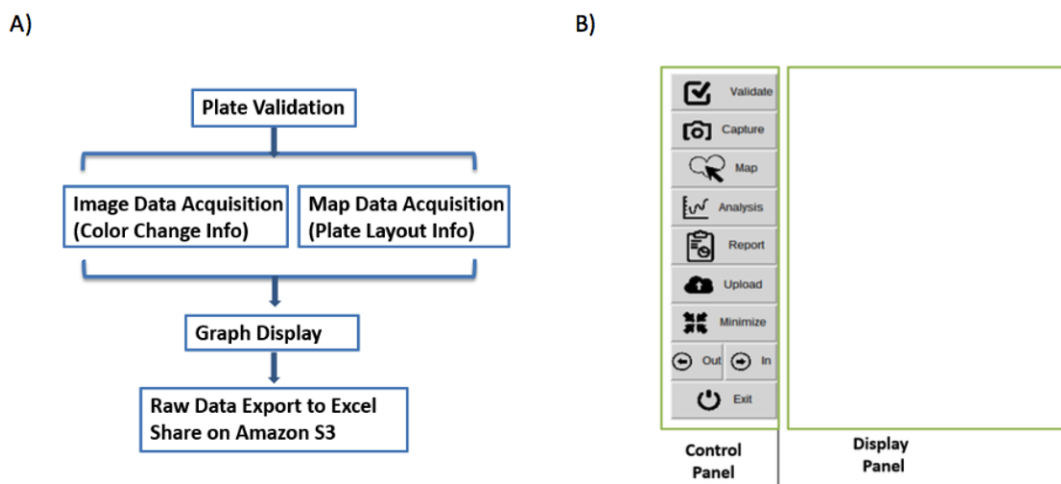 A)
Plate Validation
Image Data Acquisition
(Color Change Info)
Map Data Acquisition
(Plate Layout Info)
Graph Display
Raw Data Export to Excel
Share on Amazon S3
B)
Validate
Capture
Map
Analysis
Report
Upload
Minimize
Out
In
Exit
Control
Panel
Display
Panel